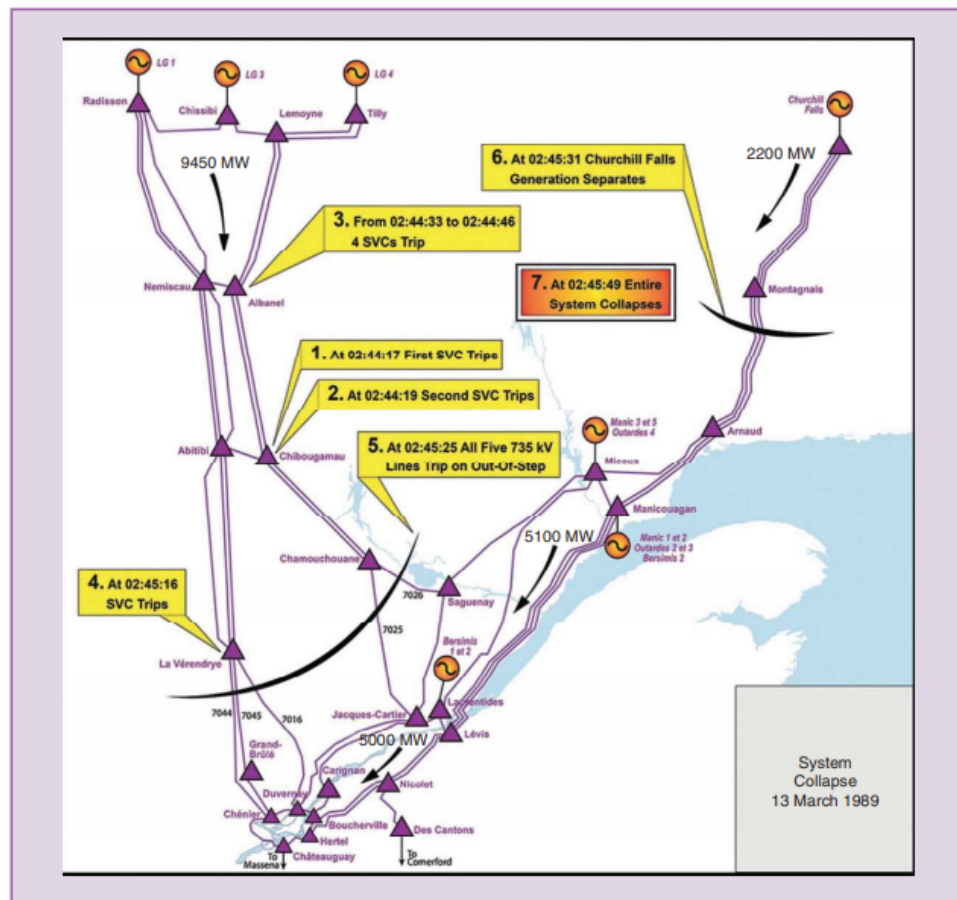 LG 1
LG 3
LG 4
Radisson
Chissibi
Lemoyne
Tilly
Churchill
Falls
9450 MW
2200 MW
6. At 02:45:31 Churchill Falls
Generation Separates
3. From 02:44:33 to 02:44:46
4 SVCs Trip
Nemiscau
Albanel
7. At 02:45:49 Entire
System Collapses
Montagnais
1. At 02:44:17 First SVC Trips
2. At 02:44:19 Second SVC Trips
Manic 3 et 5
Outardes 4
Arnaud
5. At 02:45:25 All Five 735 kV
Lines Trip on Out-Of-Step
Abitibi
Chibougamau
Micoua
Manicouagan
5100 MW
Manic 1 et 2
Outardes 2 et 3
Bersimis 2
Chamouchouane
4. At 02:45:16
SVC Trips
7026
Saguenay
7025
Bersimis
1 et 2
La Vérendrye
7044
7045
7016
Jacques-Cartier
Laurentides
Lévis
5000 MW
Grand-
Brûlé
Carignan
Nicolet
Duvernay
Chénier
Boucherville
Des Cantons
Hertel
Châteauguay
To
Massena
To
Comerford
System
Collapse
13 March 1989